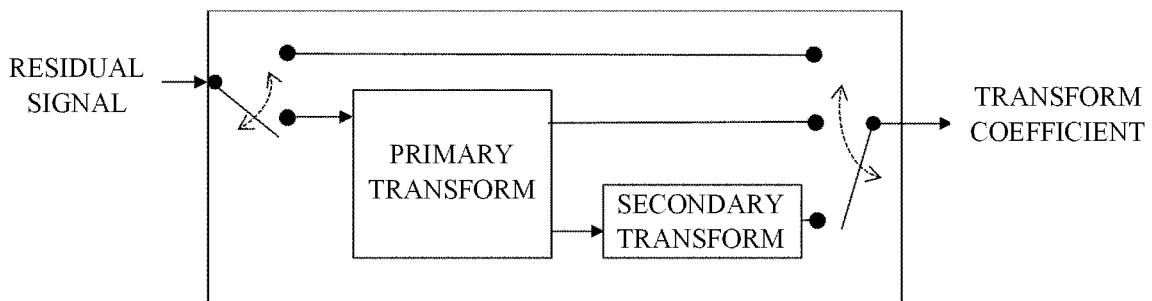 RESIDUAL
SIGNAL
PRIMARY
TRANSFORM
SECONDARY
TRANSFORM
TRANSFORM
COEFFICIENT